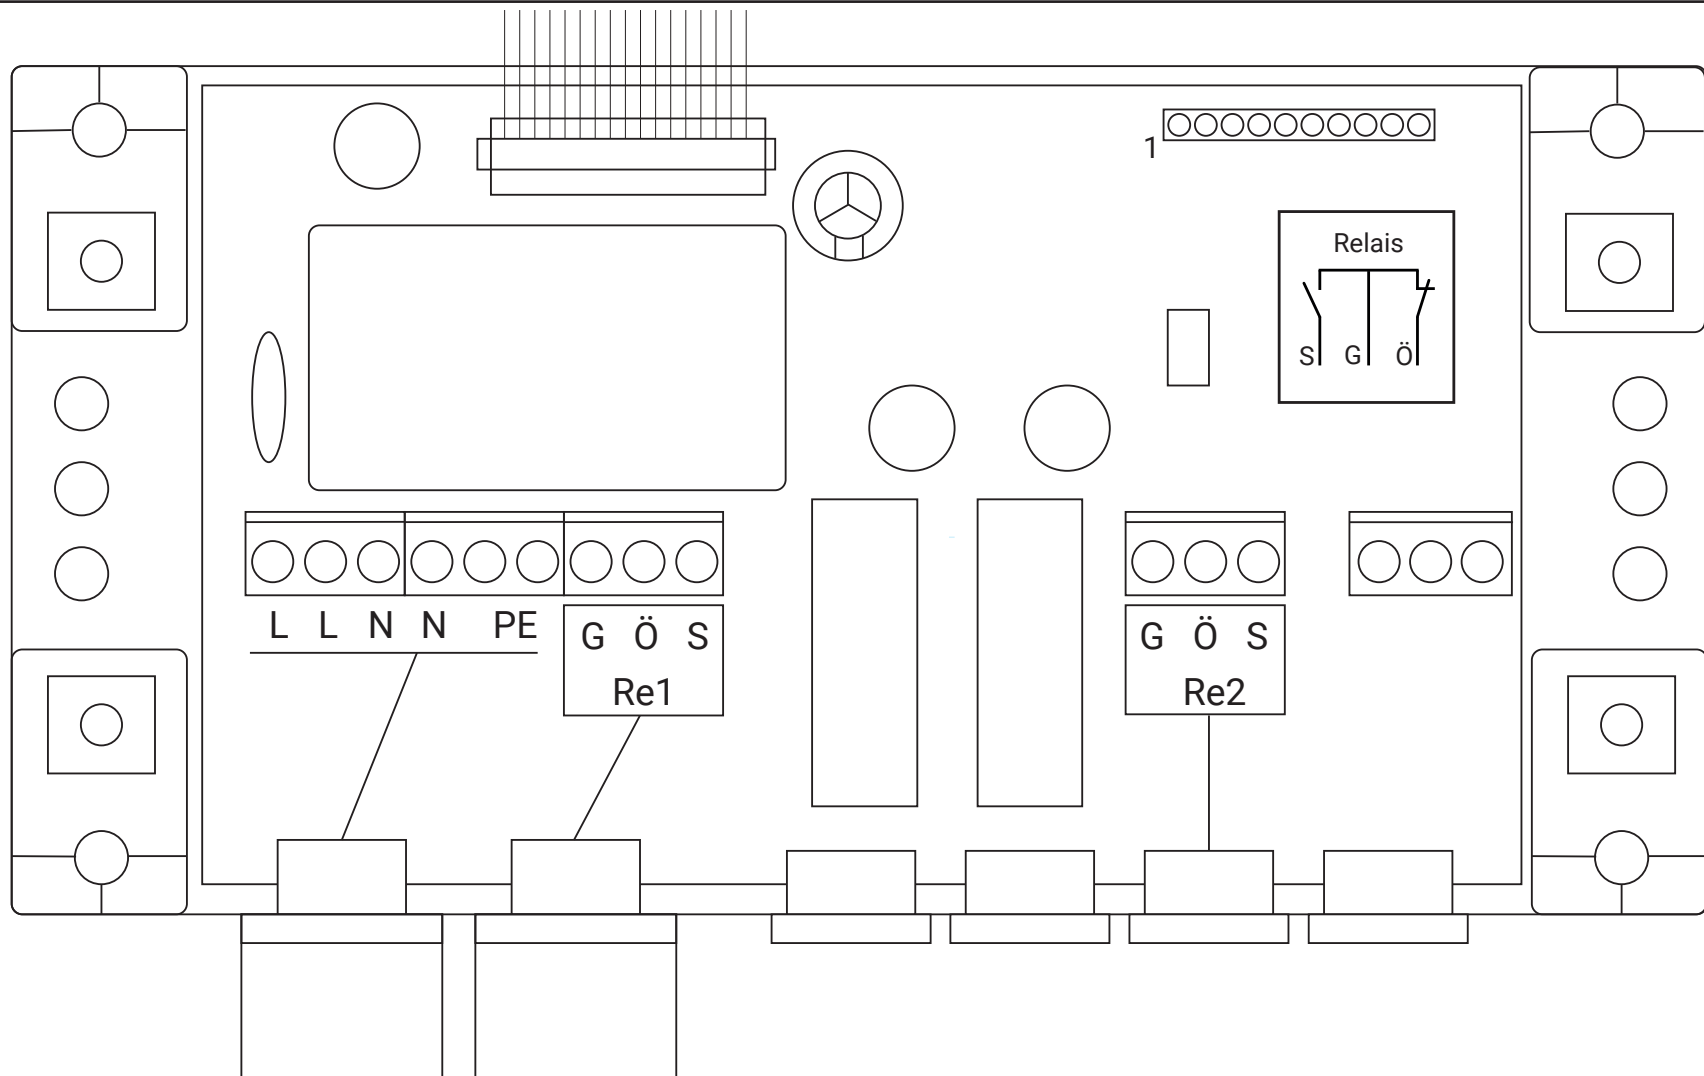 1
Relais
S G Ö
L L N N PE
G Ö S
Re1
G Ö S
Re2